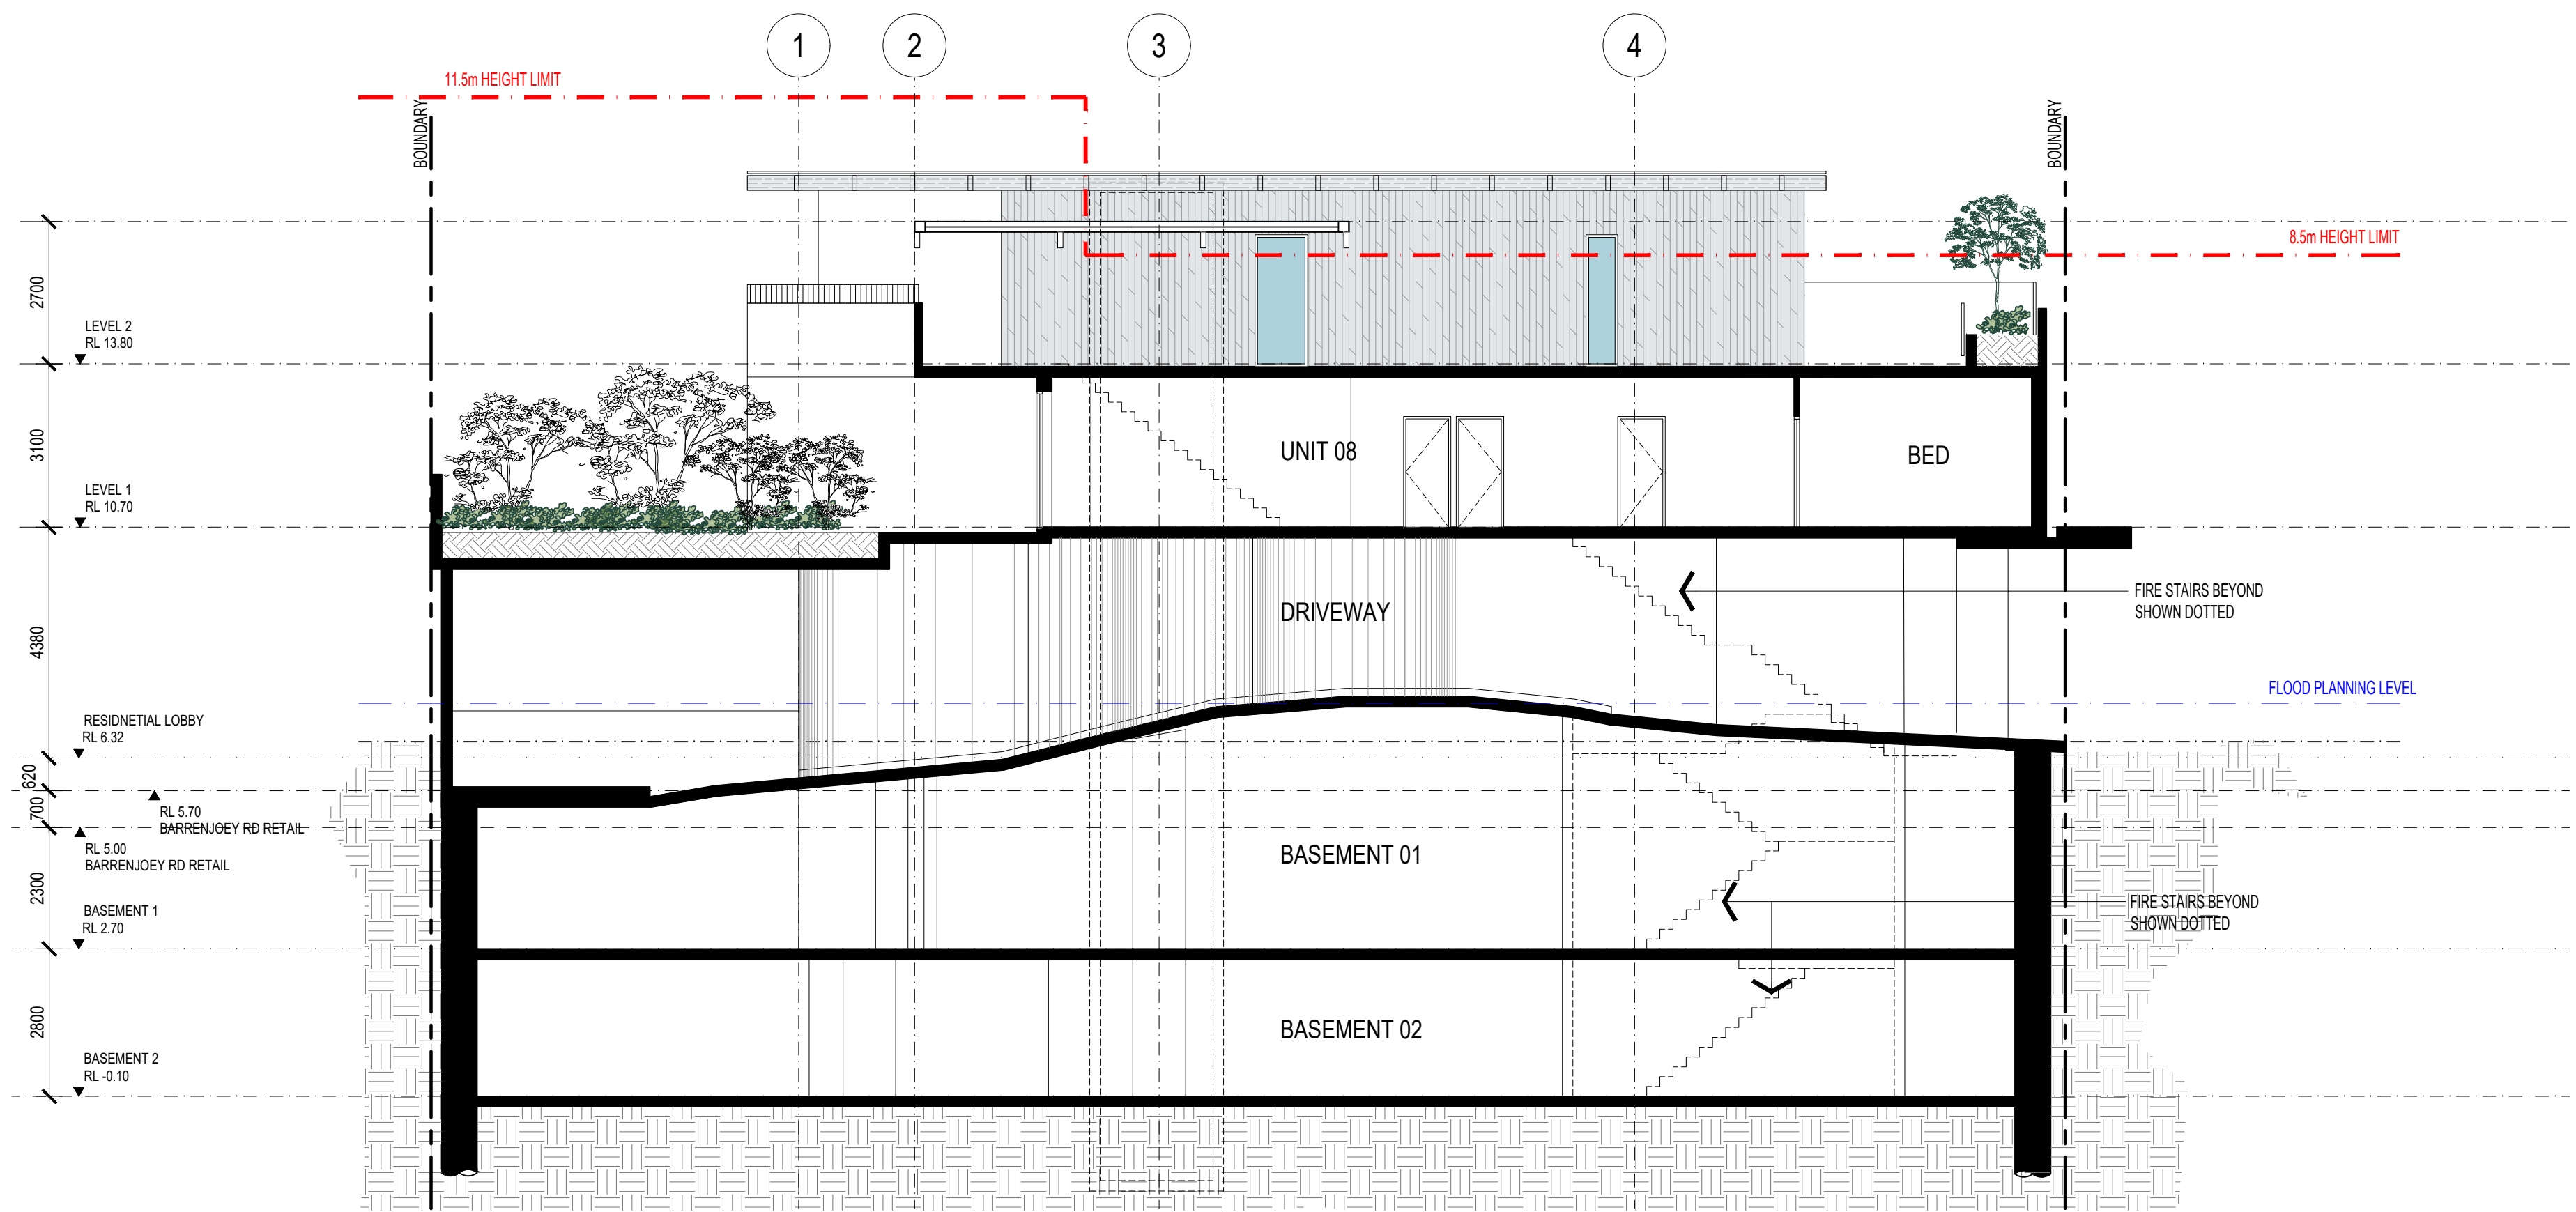 1
2
3
4
11.5m HEIGHT LIMIT
BOUNDARY
BOUNDARY
8.5m HEIGHT LIMIT
2700
LEVEL 2
RL 13.80
3100
UNIT 08
BED
LEVEL 1
RL 10.70
4380
DRIVEWAY
FIRE STAIRS BEYOND
SHOWN DOTTED
FLOOD PLANNING LEVEL
RESIDNETIAL LOBBY
RL 6.32
620
700
RL 5.70
BARRENJOEY RD RETAIL
RL 5.00
BARRENJOEY RD RETAIL
BASEMENT 01
2300
BASEMENT 1
RL 2.70
FIRE STAIRS BEYOND
SHOWN DOTTED
2800
BASEMENT 02
BASEMENT 2
RL -0.10